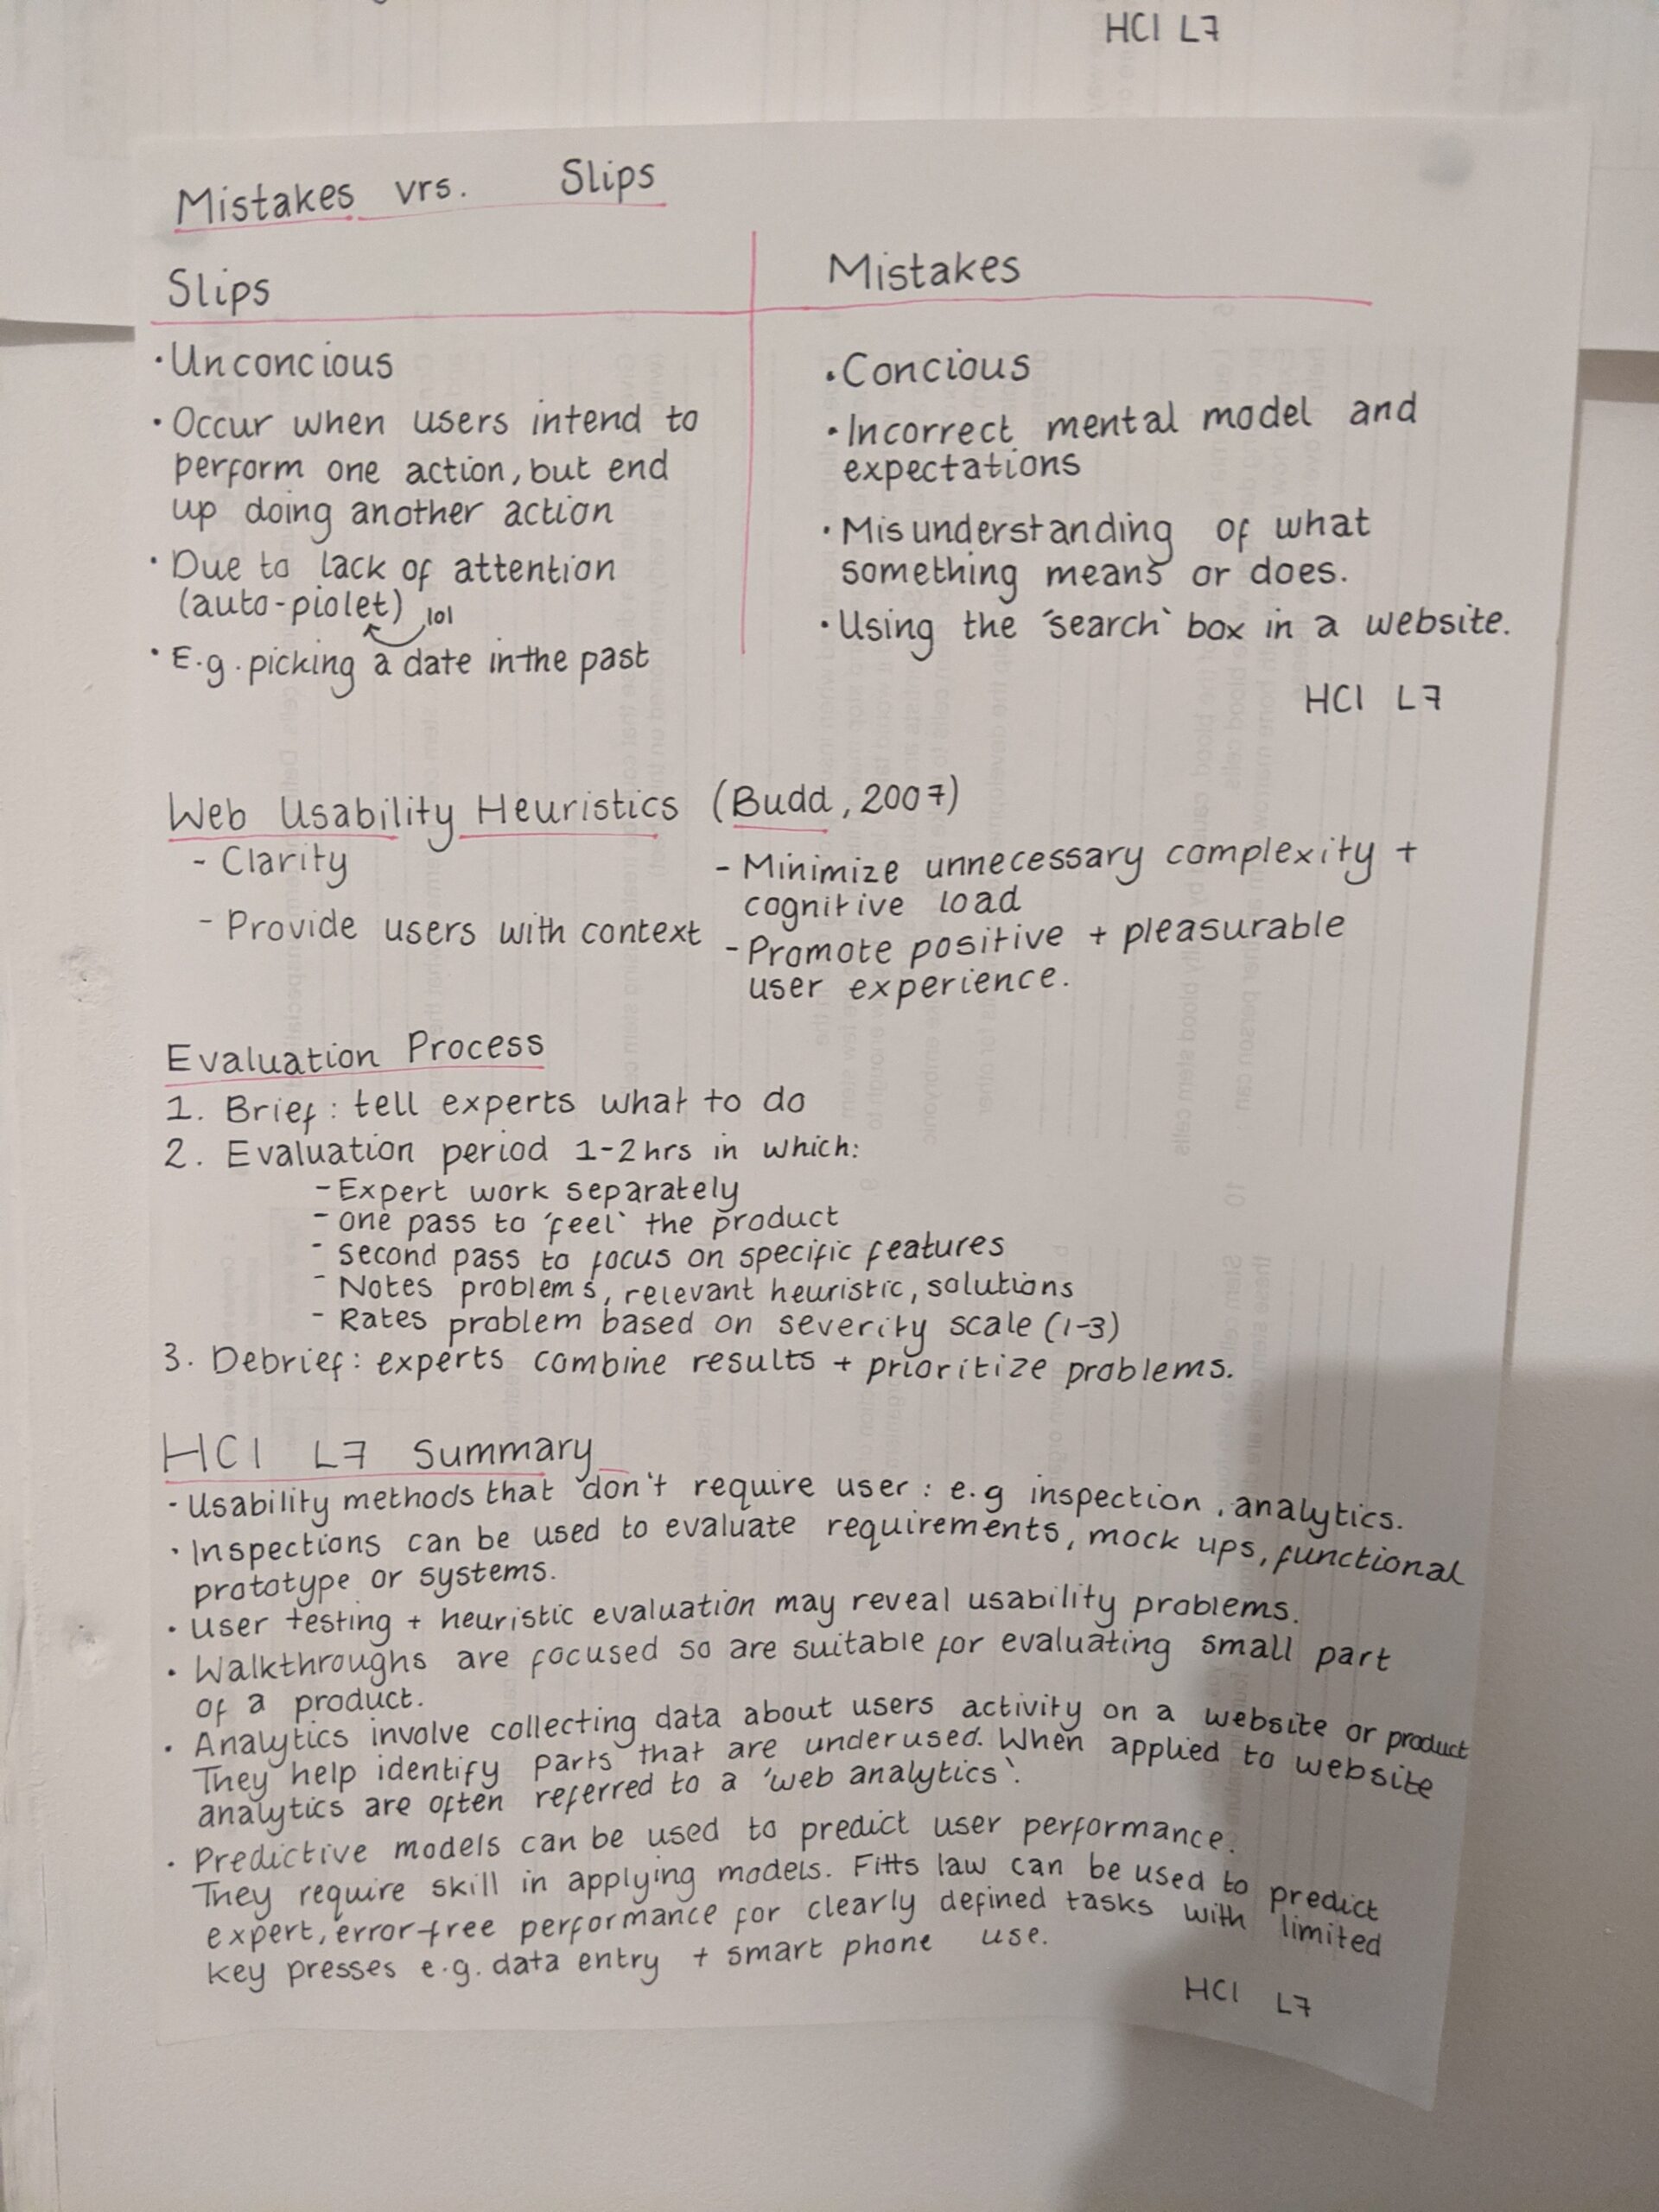 HCI L7
Mistakes vrs. Slips
Slips
· Unconcious
· Occur when users intend to
perform one action, but end
up doing another action
· Due to lack of attention
(auto-piolet) lol
· E.g. picking a date in the past
Mistakes
· Concious
· Incorrect mental model and
expectations
· Misunderstanding of what
something means or does.
· Using the 'search' box in a website.
HCI L7
Web Usability Heuristics (Budd, 2007)
- Clarity
- Provide users with context
- Minimize unnecessary complexity +
cognitive load
- Promote positive + pleasurable
user experience.
Evaluation Process
1. Brief: tell experts what to do
2. Evaluation period 1-2hrs in which:
- Expert work separately
- one pass to 'feel' the product
- second pass to focus on specific features
- Notes problems, relevant heuristic, solutions
- Rates problem based on severity scale (1-3)
3. Debrief: experts combine results + prioritize problems.
HCI L7 Summary
· Usability methods that don't require user: e.g inspection, analytics.
· Inspections can be used to evaluate requirements, mock ups, functional
prototype or systems.
· User testing + heuristic evaluation may reveal usability problems.
· Walkthroughs are focused so are suitable for evaluating small part
of a product.
· Analytics involve collecting data about users activity on a website or product
They help identify parts that are underused. When applied to website
analytics are often referred to a 'web analytics'.
· Predictive models can be used to predict user performance.
They require skill in applying models. Fitts law can be used to predict
expert, error-free performance for clearly defined tasks with limited
key presses e.g. data entry + smart phone use.
HCI L7